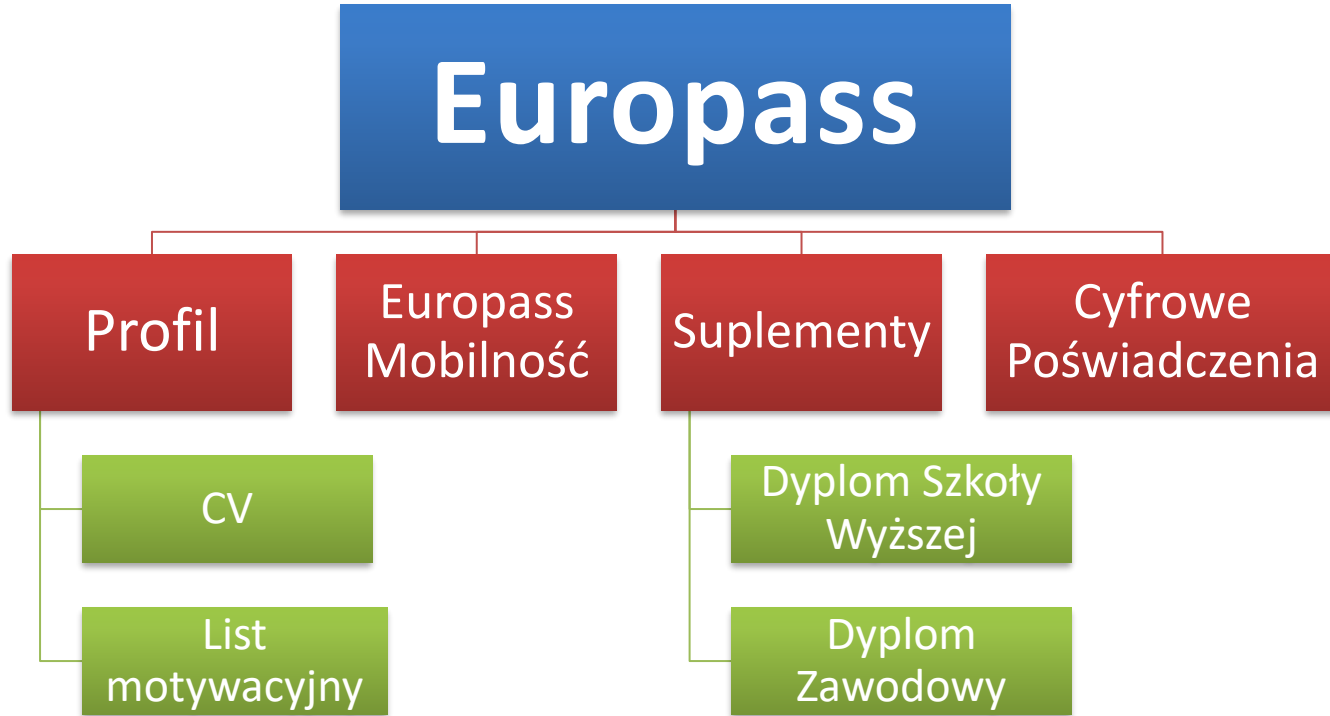 Europass
Profil
Europass
Mobilność
Suplementy
Cyfrowe
Poświadczenia
CV
List
motywacyjny
Dyplom Szkoły
Wyższej
Dyplom
Zawodowy